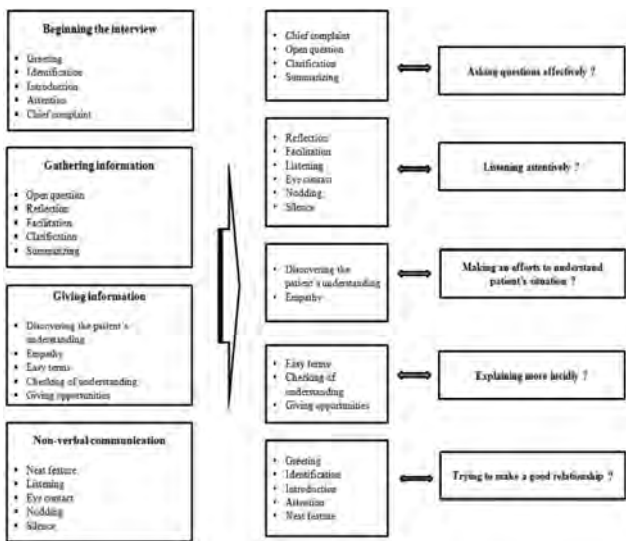 Beginning the interview
Greeting
Identification
Introduction
Attention
Chief complaint
Gathering information
Open question
Reflection
Facilitation
Clarification
Summarizing
Giving information
Discovering the patient's
understanding
Empathy
Easy terms
Checking of understanding
Giving opportunities
Non-verbal communication
Neat feature
Listening
Eye contact
Nodding
Silence
Chief complaint
Open question
Clarification
Summarizing
Reflection
Facilitation
Listening
Eye contact
Nodding
Silence
Discovering the
patient's understanding
Empathy
Easy terms
Checking of
understanding
Giving opportunities
Greeting
Identification
Introduction
Attention
Neat feature
Asking questions effectively ?
Listening attentively ?
Making an efforts to understand
patient's situation ?
Explaining more lucidly ?
Trying to make a good relationship ?